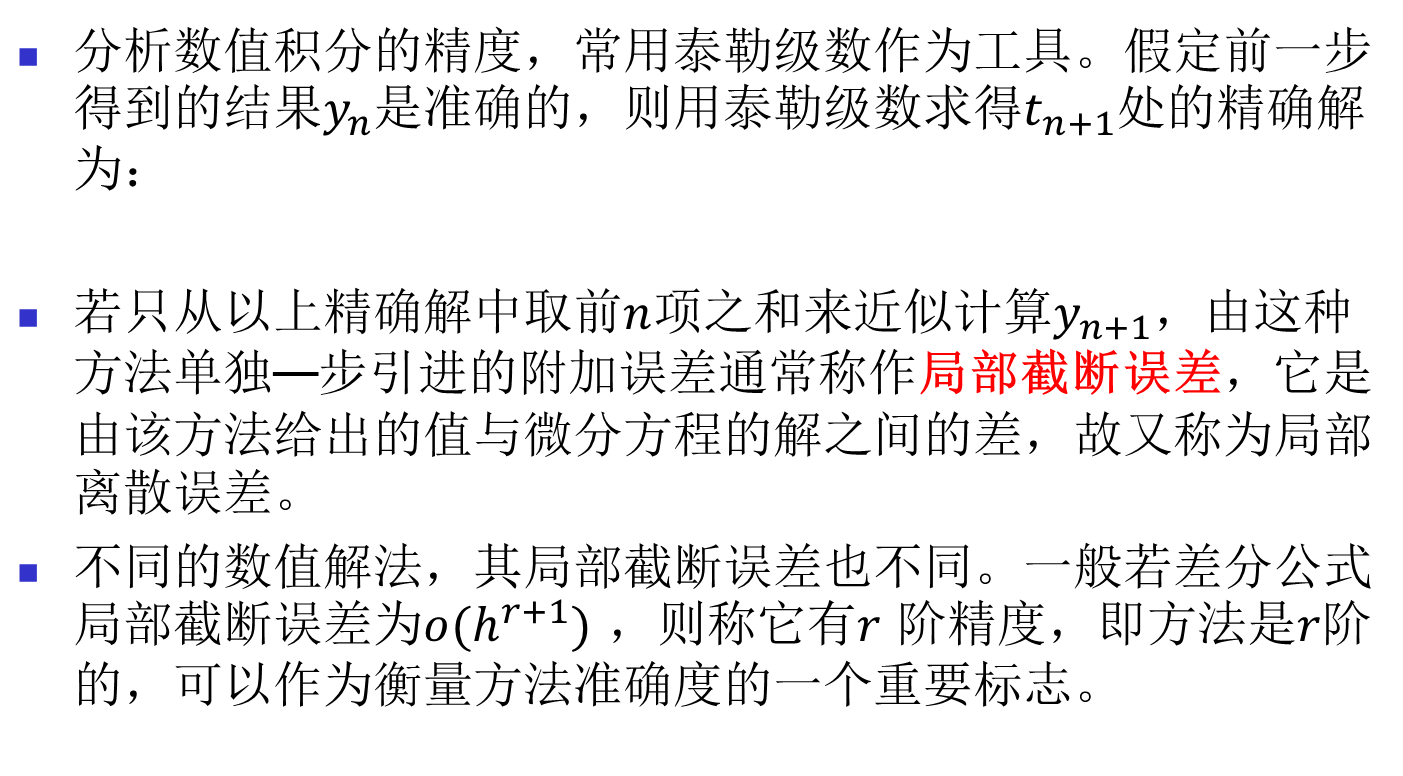 分析数值积分的精度，常用泰勒级数作为工具。假定前一步
得到的结果yₙ是准确的，则用泰勒级数求得tₙ₊₁处的精确解
为：
若只从以上精确解中取前n项之和来近似计算yₙ₊₁，由这种
方法单独—步引进的附加误差通常称作局部截断误差，它是
由该方法给出的值与微分方程的解之间的差，故又称为局部
离散误差。
不同的数值解法，其局部截断误差也不同。一般若差分公式
局部截断误差为o(hʳ⁺¹) ，则称它有r 阶精度，即方法是r阶
的，可以作为衡量方法准确度的一个重要标志。